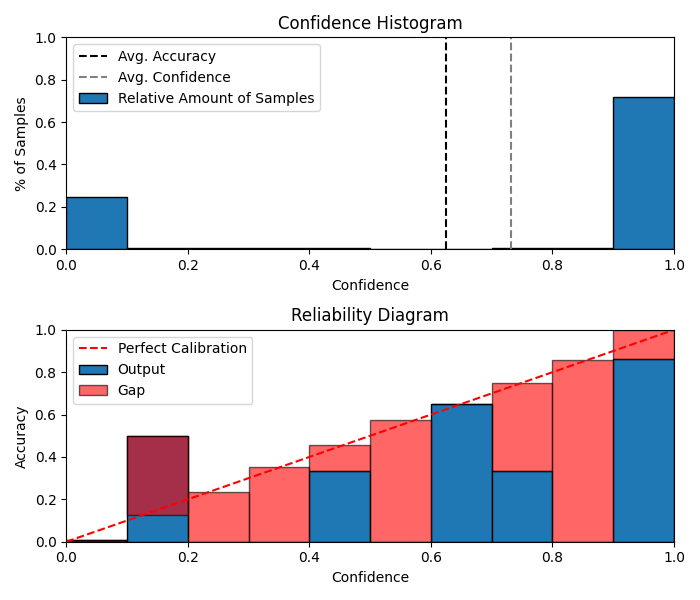 Confidence Histogram
1.0
0.8
0.6
0.4
0.2
0.0
% of Samples
Avg. Accuracy
Avg. Confidence
Relative Amount of Samples
0.0 0.2 0.4 0.6 0.8 1.0
Confidence
Reliability Diagram
1.0
0.8
0.6
0.4
0.2
0.0
Accuracy
Perfect Calibration
Output
Gap
0.0 0.2 0.4 0.6 0.8 1.0
Confidence